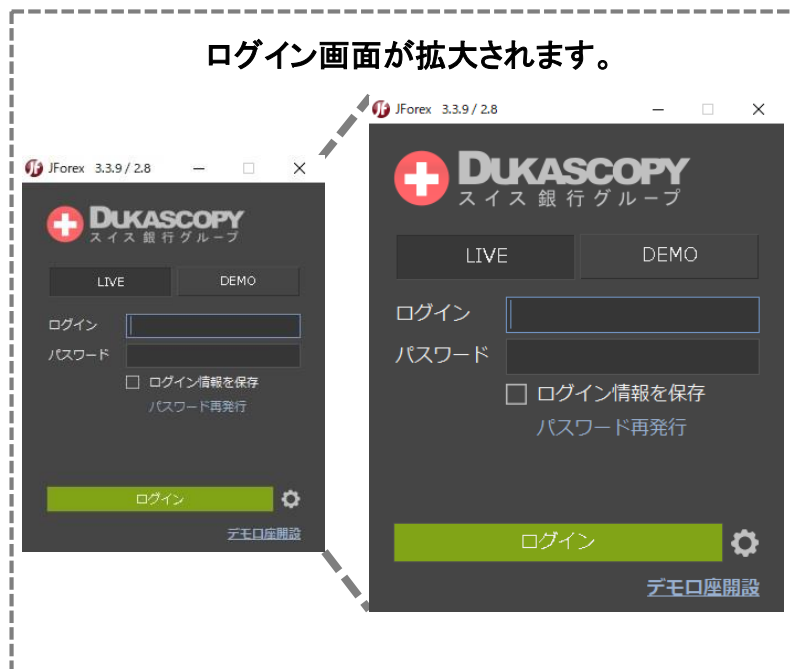 ログイン画面が拡大されます。
JForex 3.3.9 / 2.8
DUKASCOPY
スイス銀行グループ
LIVE DEMO
ログイン
パスワード
ログイン情報を保存
パスワード再発行
ログイン
デモ口座開設
JForex 3.3.9 / 2.8
DUKASCOPY
スイス銀行グループ
LIVE DEMO
ログイン
パスワード
ログイン情報を保存
パスワード再発行
ログイン
デモ口座開設